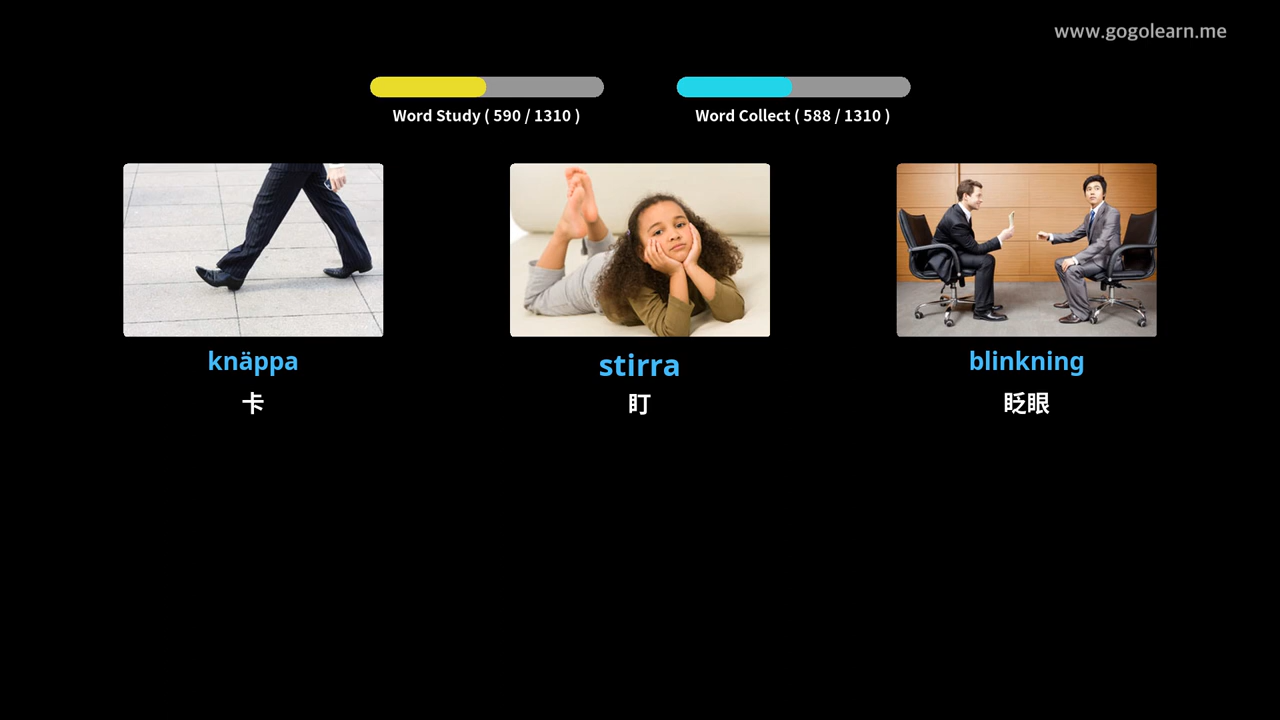 www.gogolearn.me
Word Study ( 590 / 1310 )
Word Collect ( 588 / 1310 )
knäppa
stirra
blinkning
卡
盯
眨眼